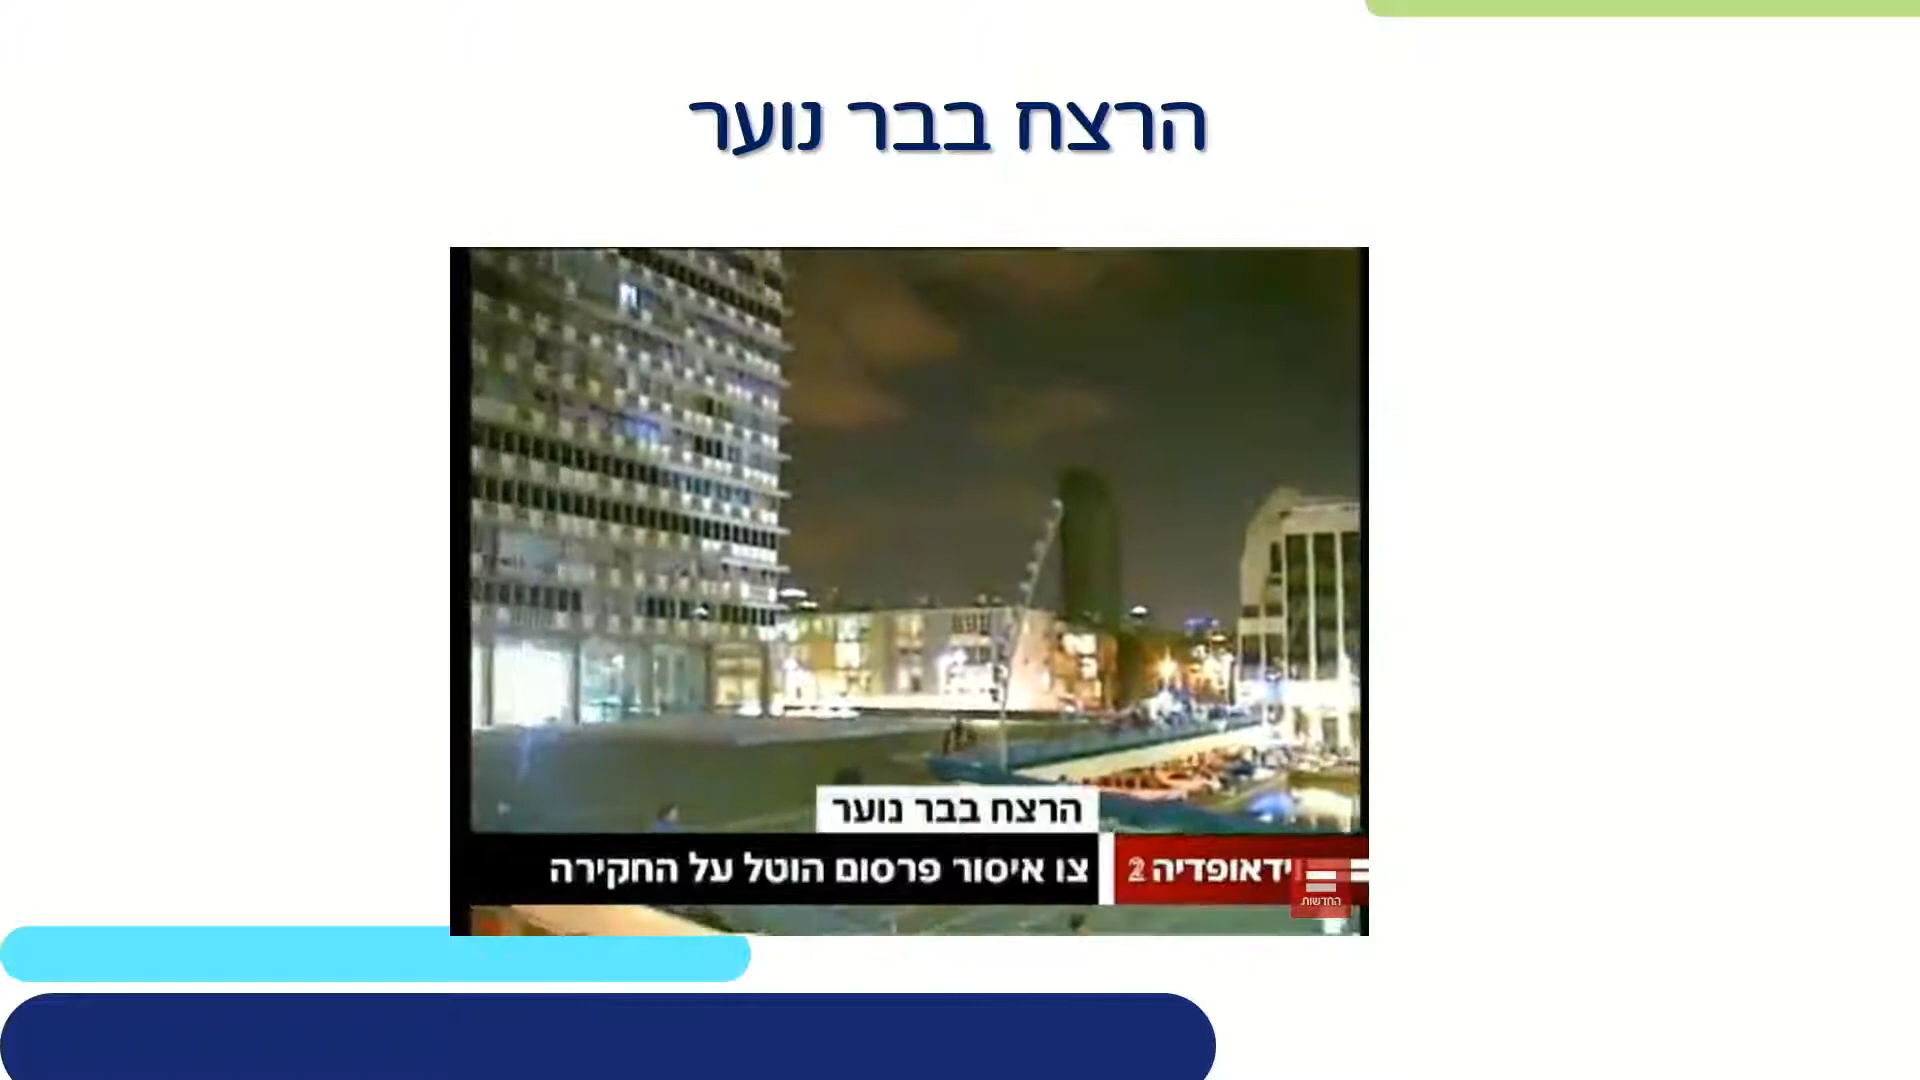 הרצח בבר נוער
הרצח בבר נוער
ידאופדיה 2
צו איסור פרסום הוטל על החקירה
החדשות